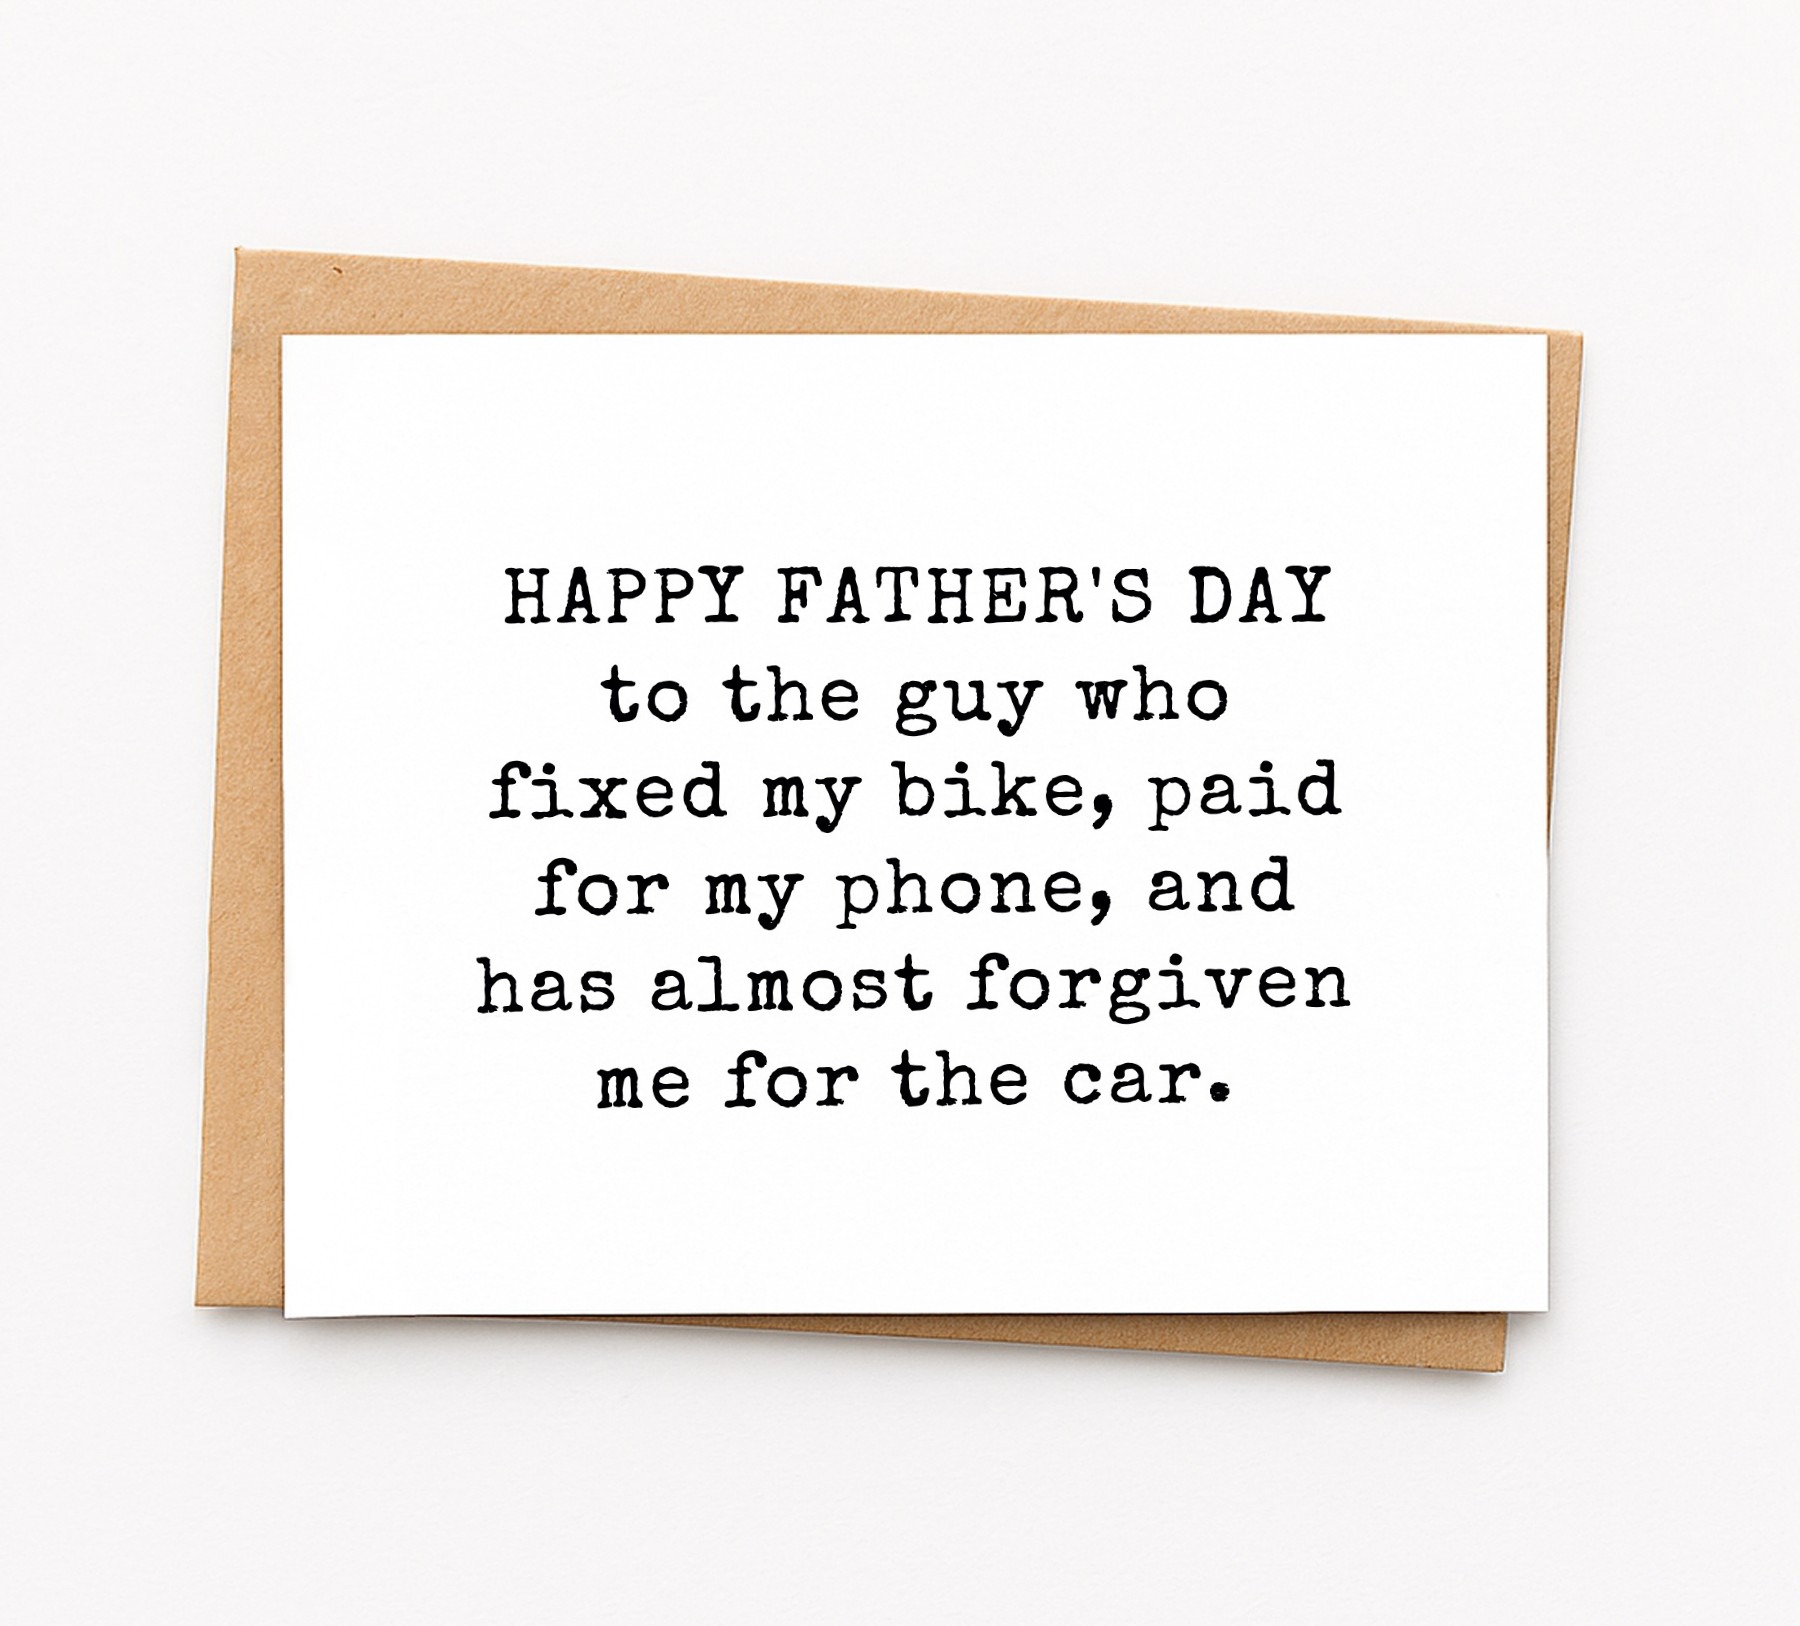 HAPPY FATHER'S DAY
to the guy who
fixed my bike, paid
for my phone, and
has almost forgiven
me for the car.